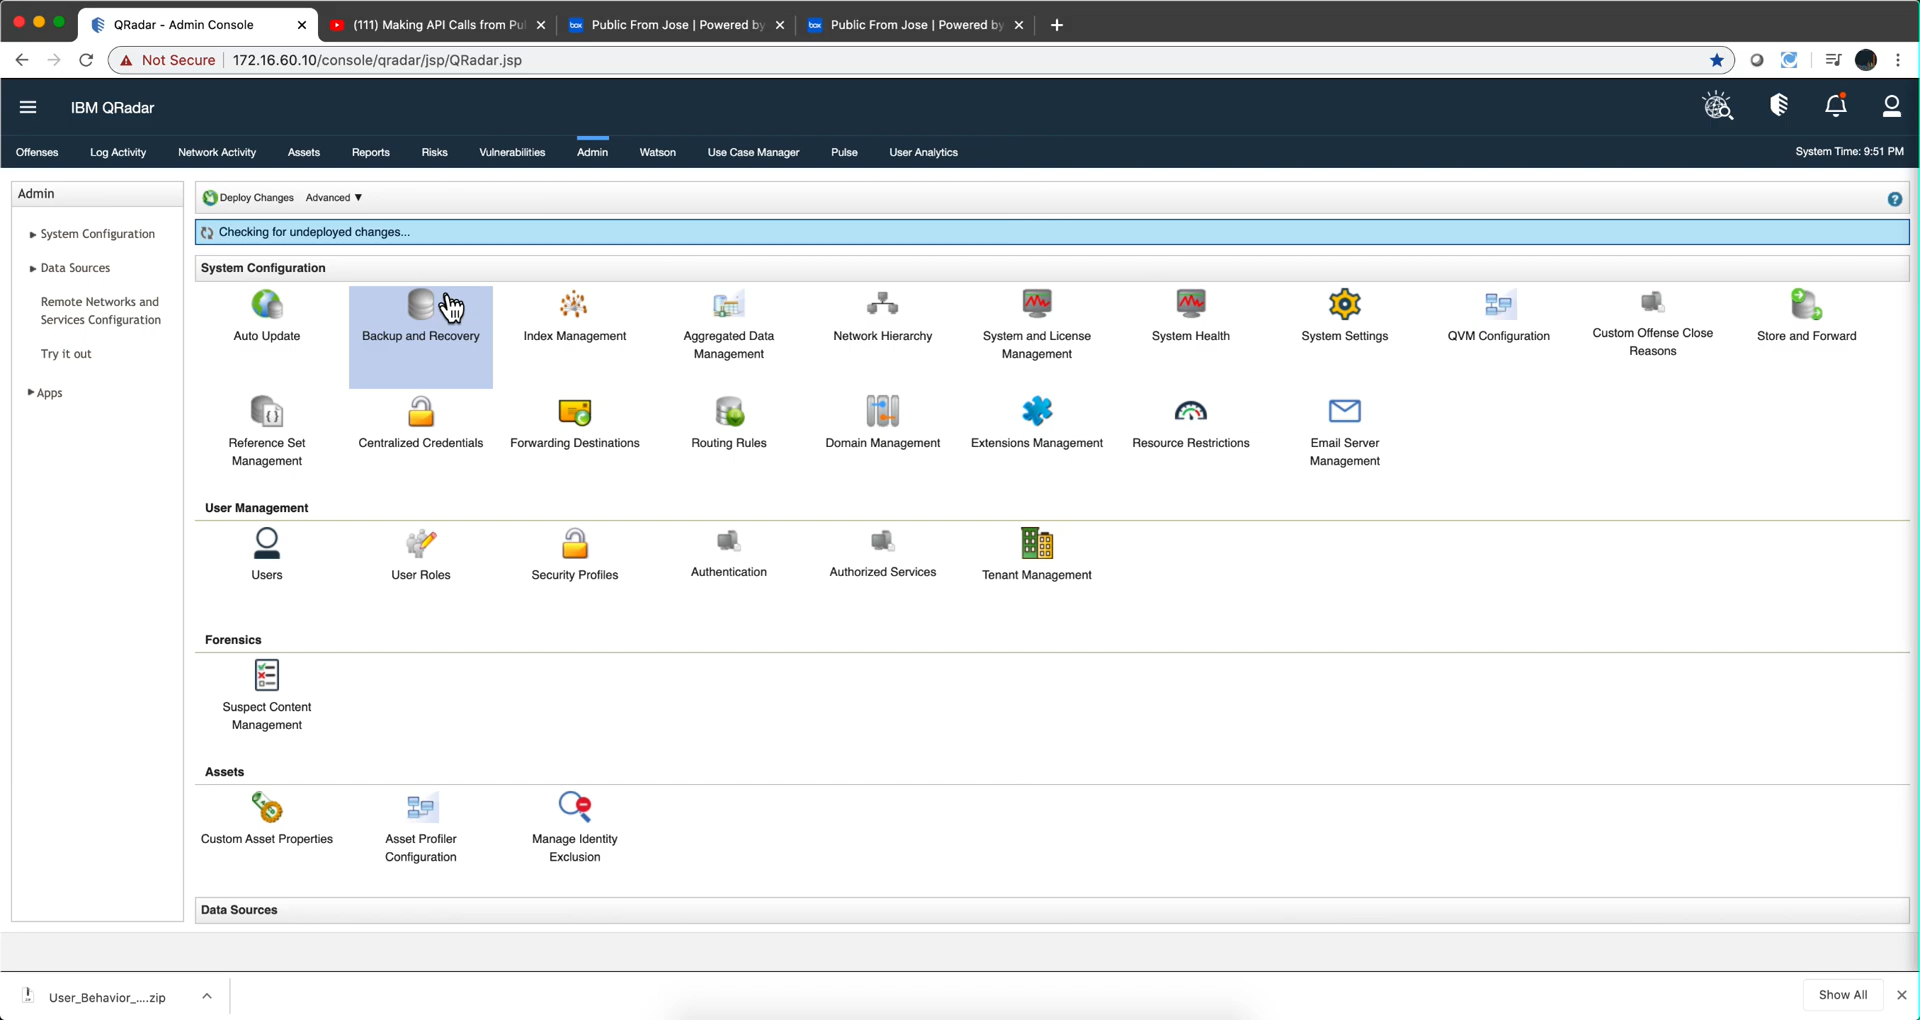 QRadar - Admin Console
(111) Making API Calls from Pul
Public From Jose | Powered by
Public From Jose | Powered by
Not Secure
172.16.60.10/console/qradar/jsp/QRadar.jsp
IBM QRadar
Offenses
Log Activity
Network Activity
Assets
Reports
Risks
Vulnerabilities
Admin
Watson
Use Case Manager
Pulse
User Analytics
System Time: 9:51 PM
Admin
System Configuration
Data Sources
Remote Networks and
Services Configuration
Try it out
Apps
Deploy Changes
Advanced ▼
Checking for undeployed changes...
System Configuration
Auto Update
Backup and Recovery
Index Management
Aggregated Data
Management
Network Hierarchy
System and License
Management
System Health
System Settings
QVM Configuration
Custom Offense Close
Reasons
Store and Forward
Reference Set
Management
Centralized Credentials
Forwarding Destinations
Routing Rules
Domain Management
Extensions Management
Resource Restrictions
Email Server
Management
User Management
Users
User Roles
Security Profiles
Authentication
Authorized Services
Tenant Management
Forensics
Suspect Content
Management
Assets
Custom Asset Properties
Asset Profiler
Configuration
Manage Identity
Exclusion
Data Sources
User_Behavior_....zip
Show All